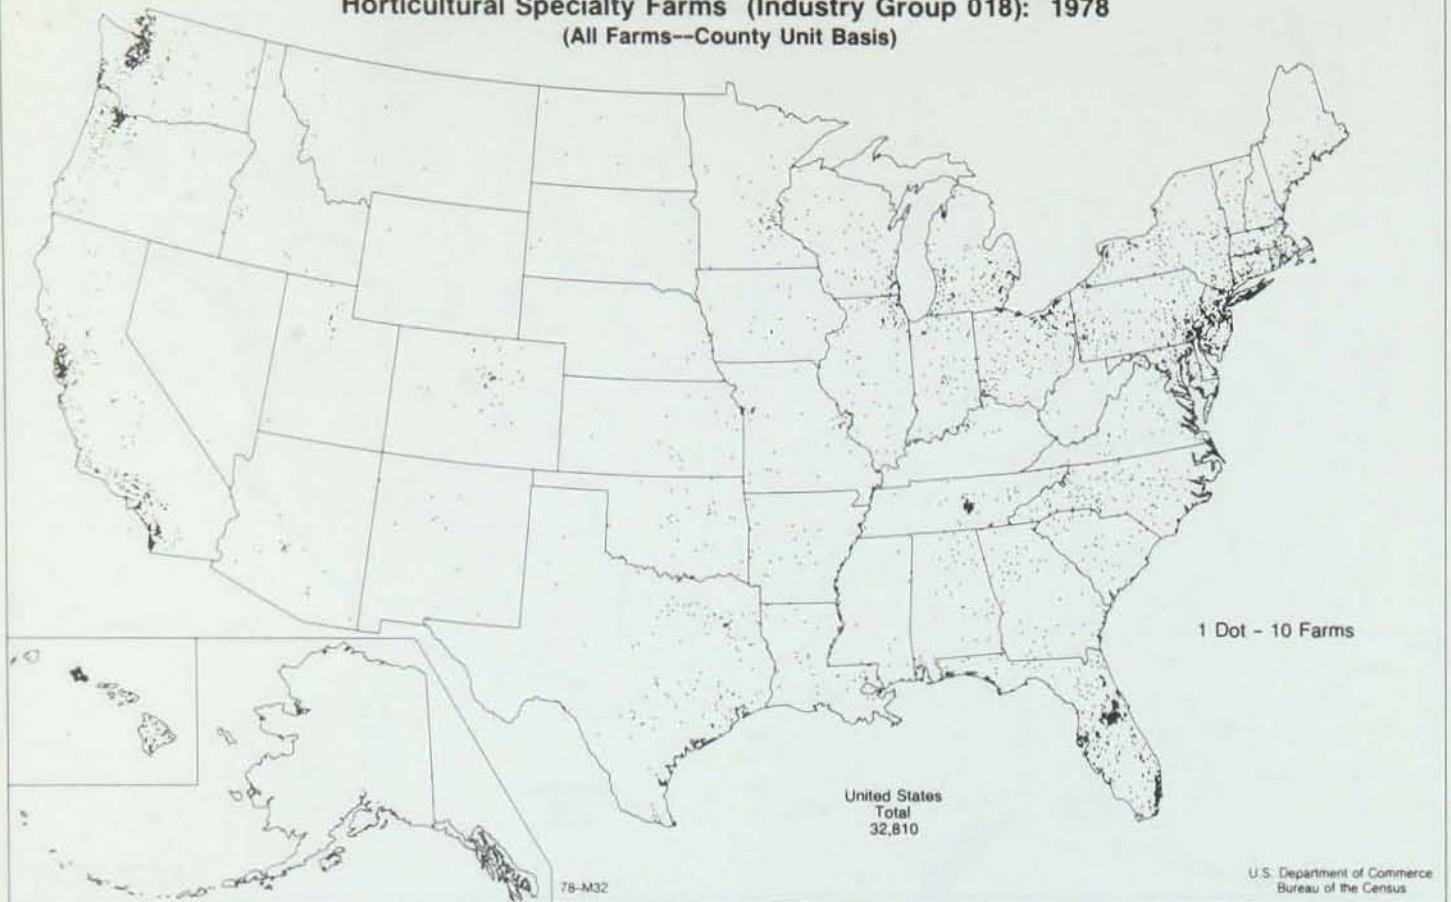 Horticultural Specialty Farms (Industry Group 018): 1978
(All Farms--County Unit Basis)
1 Dot - 10 Farms
United States
Total
32,810
78-M32
U.S. Department of Commerce
Bureau of the Census